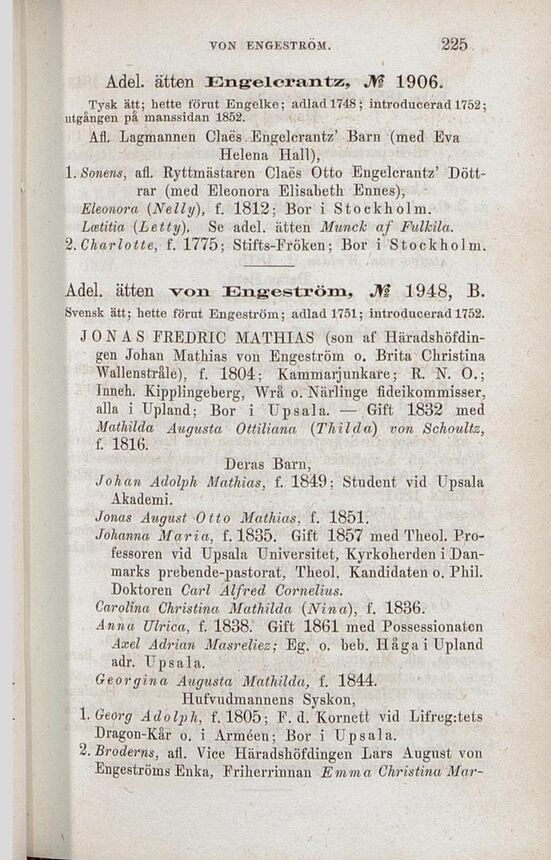 VON ENGESTRÖM. 225
Adel. ätten Engelcrantz, № 1906.
Tysk ätt; hette förut Engelke; adlad 1748; introducerad 1752;
utgången på manssidan 1852.
Afl. Lagmannen Claës Engelcrantz' Barn (med Eva
Helena Hall),
1. Sonens, afl. Ryttmästaren Claës Otto Engelcrantz' Dött-
rar (med Eleonora Elisabeth Ennes),
Eleonora (Nelly), f. 1812; Bor i Stockholm.
Lætitia (Letty). Se adel. ätten Munck af Fulkila.
2. Charlotte, f. 1775; Stifts-Fröken; Bor i Stockholm.
Adel. ätten von Engeström, № 1948, B.
Svensk ätt; hette förut Engeström; adlad 1751; introducerad 1752.
JONAS FREDRIC MATHIAS (son af Häradshöfdin-
gen Johan Mathias von Engeström o. Brita Christina
Wallenstråle), f. 1804; Kammarjunkare; R. N. O.;
Inneh. Kipplingeberg, Wrå o. Närlinge fideikommisser,
alla i Upland; Bor i Upsala. — Gift 1832 med
Mathilda Augusta Ottiliana (Thilda) von Schoultz,
f. 1816.
Deras Barn,
Johan Adolph Mathias, f. 1849; Student vid Upsala
Akademi.
Jonas August Otto Mathias, f. 1851.
Johanna Maria, f. 1835. Gift 1857 med Theol. Pro-
fessoren vid Upsala Universitet, Kyrkoherden i Dan-
marks prebende-pastorat, Theol. Kandidaten o. Phil.
Doktoren Carl Alfred Cornelius.
Carolina Christina Mathilda (Nina), f. 1836.
Anna Ulrica, f. 1838. Gift 1861 med Possessionaten
Axel Adrian Masreliez; Eg. o. beb. Håga i Upland
adr. Upsala.
Georgina Augusta Mathilda, f. 1844.
Hufvudmannens Syskon,
1. Georg Adolph, f. 1805; F. d. Kornett vid Lifreg:tets
Dragon-Kår o. i Arméen; Bor i Upsala.
2. Broderns, afl. Vice Häradshöfdingen Lars August von
Engeströms Enka, Friherrinnan Emma Christina Mar-